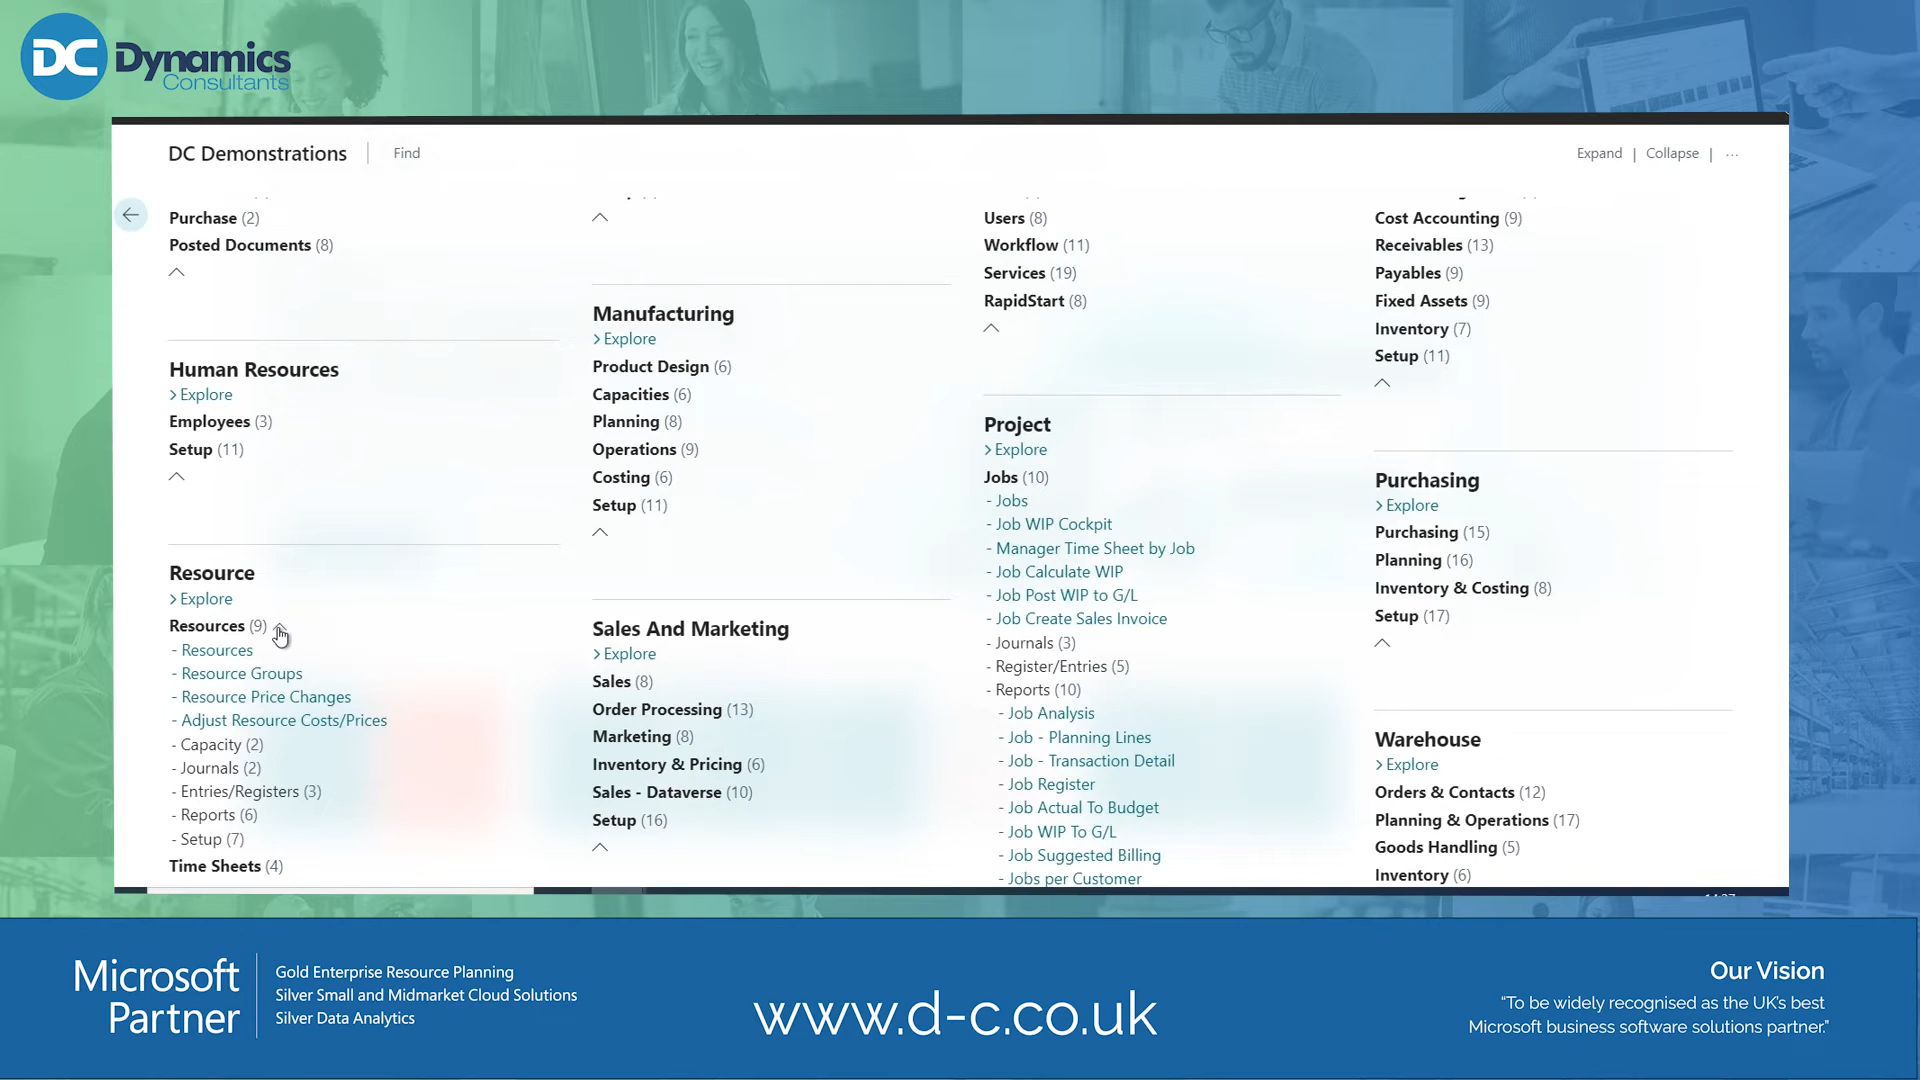 DC Dynamics
Consultants
DC Demonstrations
Find
Expand | Collapse | ...
Purchase (2)
Posted Documents (8)
Human Resources
Explore
Employees (3)
Setup (11)
Resource
Explore
Resources (9)
- Resources
- Resource Groups
- Resource Price Changes
- Adjust Resource Costs/Prices
- Capacity (2)
- Journals (2)
- Entries/Registers (3)
- Reports (6)
- Setup (7)
Time Sheets (4)
Manufacturing
Explore
Product Design (6)
Capacities (6)
Planning (8)
Operations (9)
Costing (6)
Setup (11)
Sales And Marketing
Explore
Sales (8)
Order Processing (13)
Marketing (8)
Inventory & Pricing (6)
Sales - Dataverse (10)
Setup (16)
Users (8)
Workflow (11)
Services (19)
RapidStart (8)
Project
Explore
Jobs (10)
- Jobs
- Job WIP Cockpit
- Manager Time Sheet by Job
- Job Calculate WIP
- Job Post WIP to G/L
- Job Create Sales Invoice
- Journals (3)
- Register/Entries (5)
- Reports (10)
- Job Analysis
- Job - Planning Lines
- Job - Transaction Detail
- Job Register
- Job Actual To Budget
- Job WIP To G/L
- Job Suggested Billing
- Jobs per Customer
Cost Accounting (9)
Receivables (13)
Payables (9)
Fixed Assets (9)
Inventory (7)
Setup (11)
Purchasing
Explore
Purchasing (15)
Planning (16)
Inventory & Costing (8)
Setup (17)
Warehouse
Explore
Orders & Contacts (12)
Planning & Operations (17)
Goods Handling (5)
Inventory (6)
Microsoft
Partner
Gold Enterprise Resource Planning
Silver Small and Midmarket Cloud Solutions
Silver Data Analytics
www.d-c.co.uk
Our Vision
“To be widely recognised as the UK’s best
Microsoft business software solutions partner.”